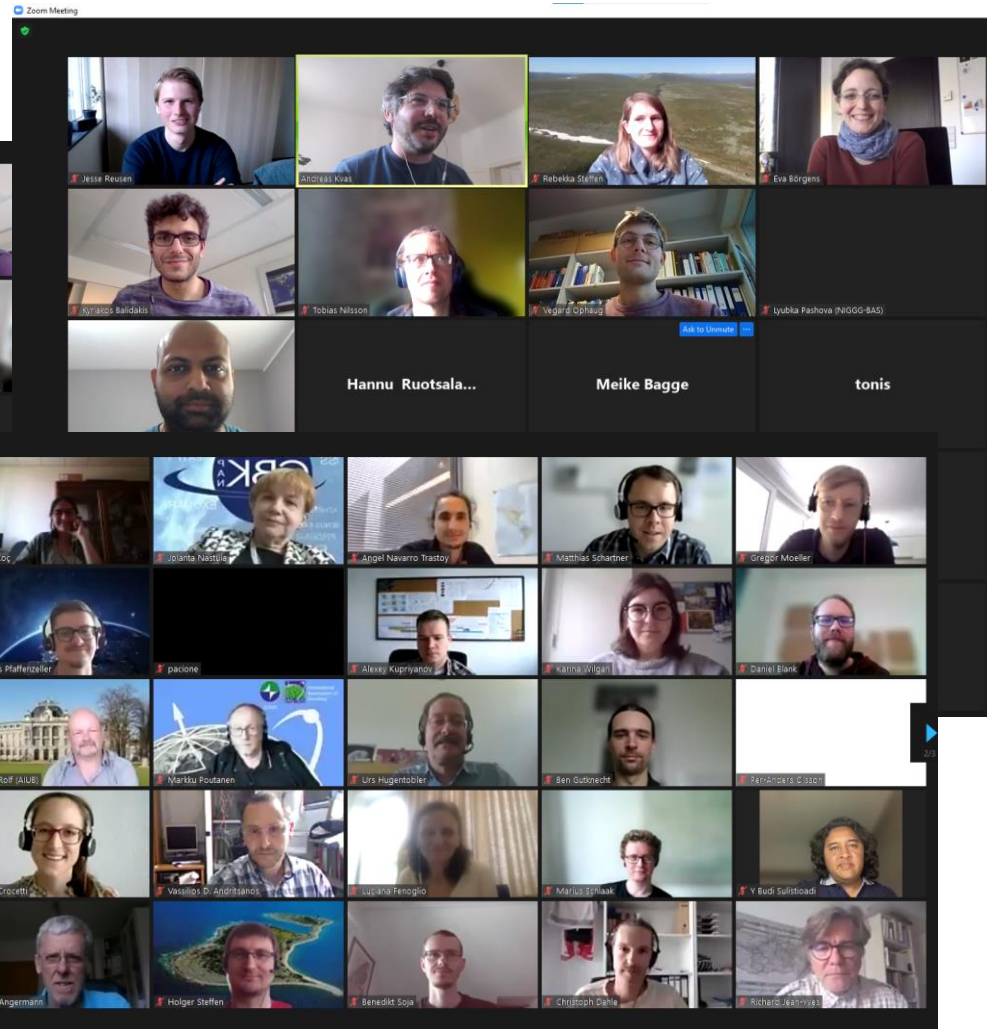 Zoom Meeting
Jesse Reusen
Andreas Kvas
Rebekka Steffen
Eva Börgens
Kyriakos Balidakis
Tobias Nilsson
Vegard Ophaug
Lyubka Pashova (NIGGG-BAS)
Ask to Unmute ...
Hannu Ruotsala...
Meike Bagge
tonis
Jolanta Nastula
Angel Navarro Trastoy
Matthias Schartner
Gregor Moeller
s Pfaffenzeller
pacione
Alexey Kupriyanov
Karina Wilgan
Daniel Blank
Rolf (AIUB)
Markku Poutanen
Urs Hugentobler
Ben Gutknecht
Per-Anders Olsson
2/3
Crocetti
Vassilios D. Andritsanos
Luciana Fenoglio
Marius Schlaak
Y Budi Sulistioadi
Angermann
Holger Steffen
Benedikt Soja
Christoph Dahle
Richard Jean-Yves